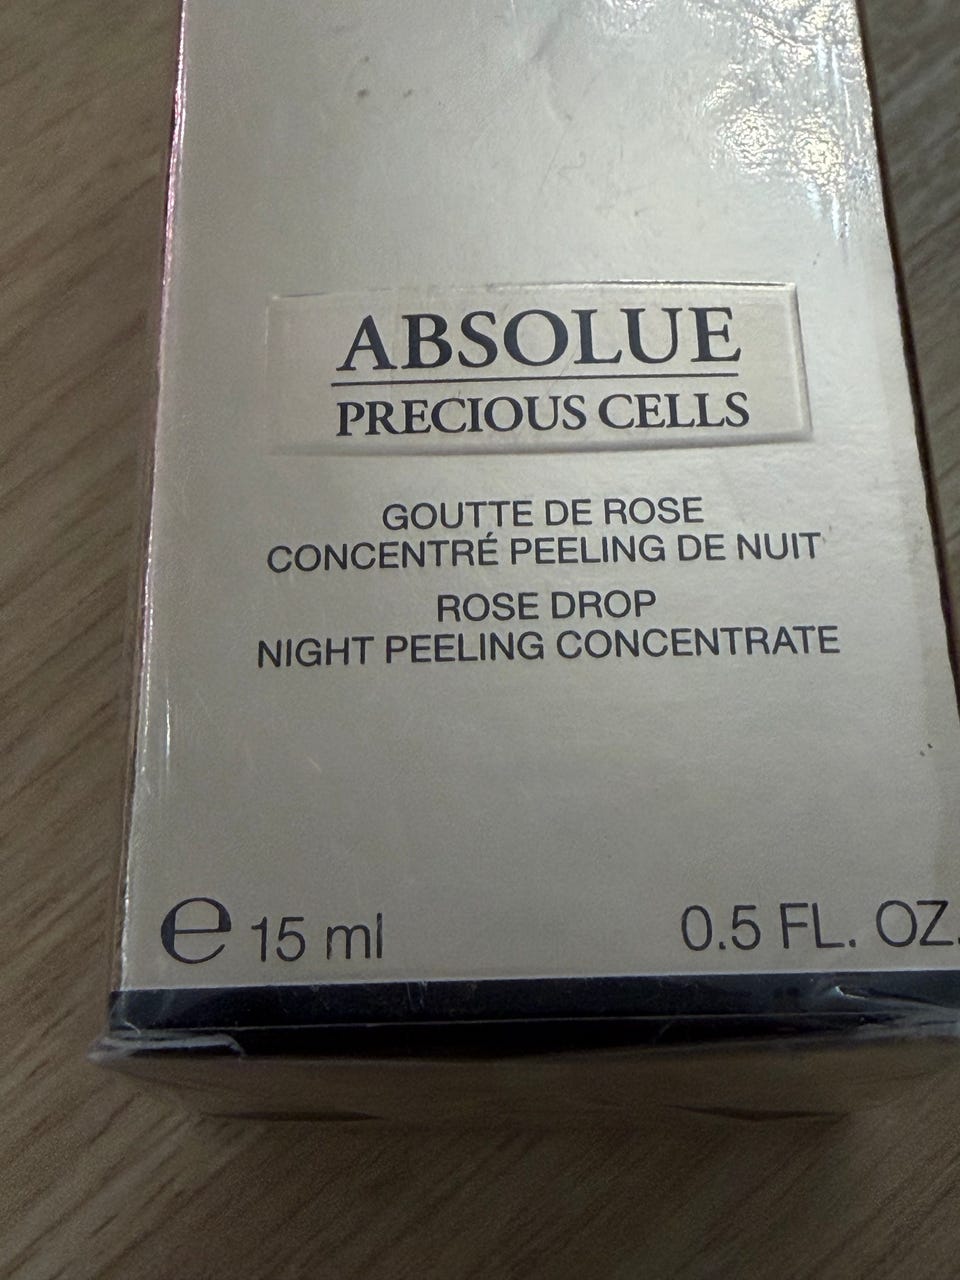 ABSOLUE
PRECIOUS CELLS
GOUTTE DE ROSE
CONCENTRÉ PEELING DE NUIT
ROSE DROP
NIGHT PEELING CONCENTRATE
℮ 15 ml
0.5 FL. OZ.